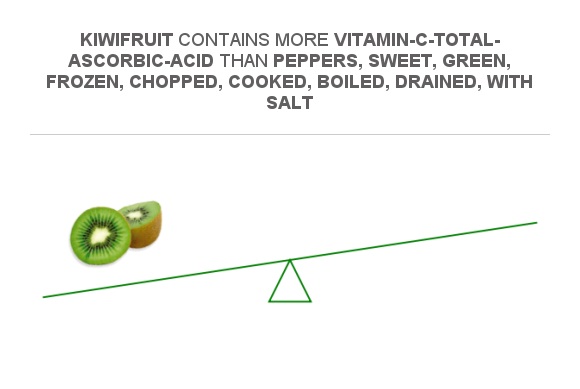 KIWIFRUIT CONTAINS MORE VITAMIN-C-TOTAL-
ASCORBIC-ACID THAN PEPPERS, SWEET, GREEN,
FROZEN, CHOPPED, COOKED, BOILED, DRAINED, WITH
SALT